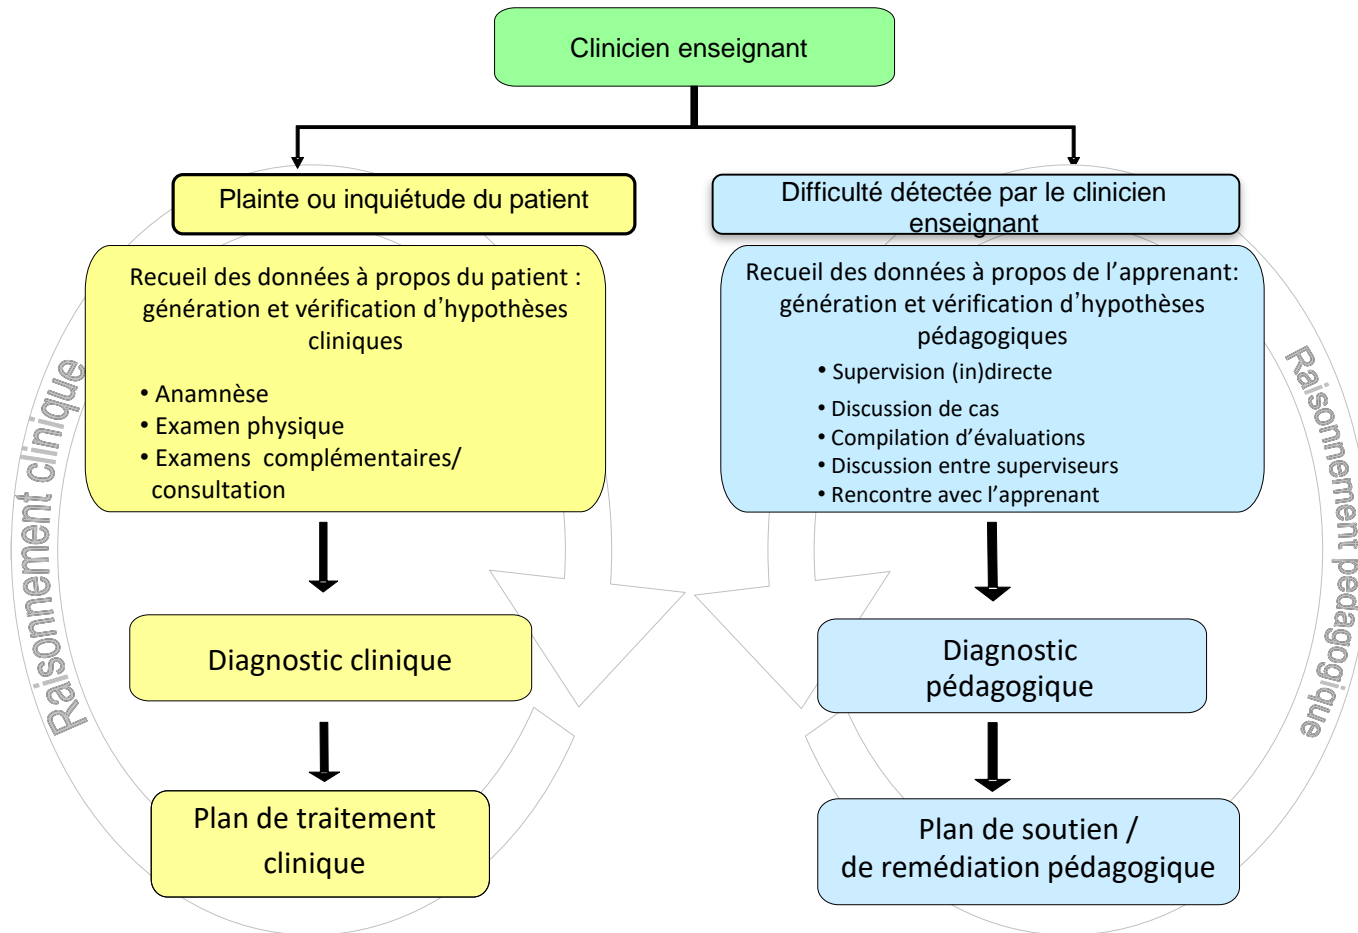 Clinicien enseignant
Plainte ou inquiétude du patient
Recueil des données à propos du patient :
génération et vérification d’hypothèses
cliniques
• Anamnèse
• Examen physique
• Examens complémentaires/
consultation
Diagnostic clinique
Plan de traitement
clinique
Raisonnement clinique
Difficulté détectée par le clinicien
enseignant
Recueil des données à propos de l’apprenant:
génération et vérification d’hypothèses
pédagogiques
• Supervision (in)directe
• Discussion de cas
• Compilation d’évaluations
• Discussion entre superviseurs
• Rencontre avec l’apprenant
Diagnostic
pédagogique
Plan de soutien /
de remédiation pédagogique
Raisonnement pédagogique